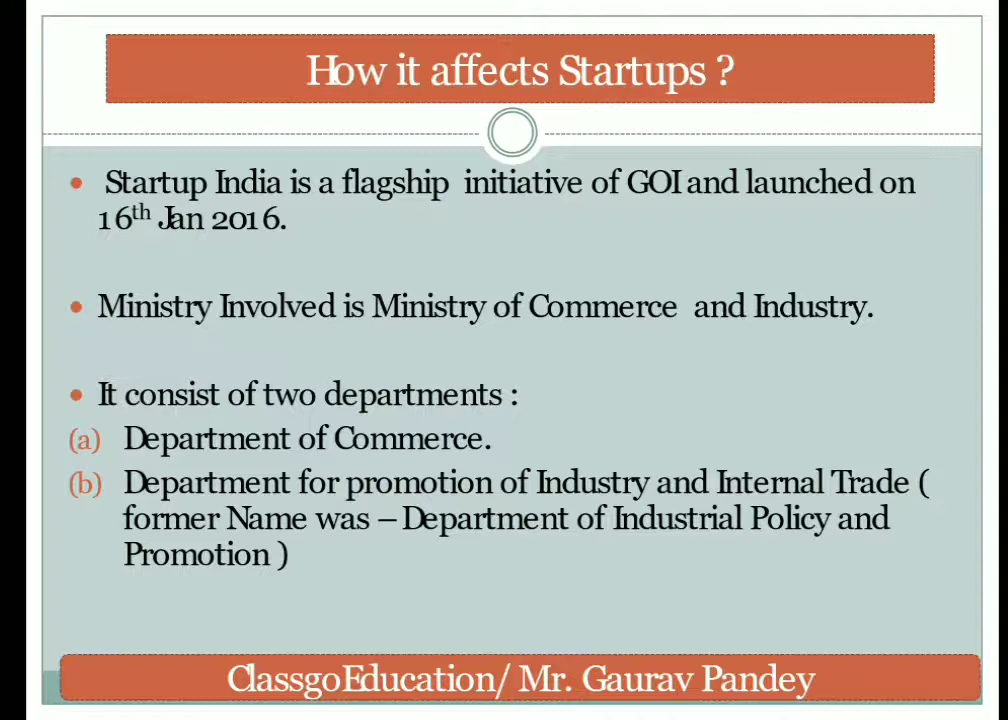 How it affects Startups ?
• Startup India is a flagship initiative of GOI and launched on
16th Jan 2016.
• Ministry Involved is Ministry of Commerce and Industry.
• It consist of two departments :
(a) Department of Commerce.
(b) Department for promotion of Industry and Internal Trade (
former Name was – Department of Industrial Policy and
Promotion )
ClassgoEducation/ Mr. Gaurav Pandey